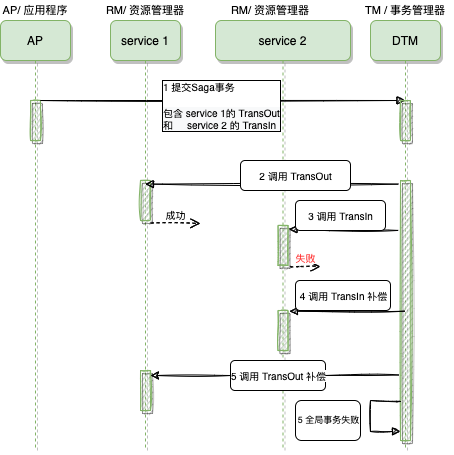 AP/ 应用程序
RM/ 资源管理器
RM/ 资源管理器
TM / 事务管理器
AP
service 1
service 2
DTM
1 提交Saga事务
包含 service 1的 TransOut
和 service 2 的 TransIn
2 调用 TransOut
成功
3 调用 TransIn
失败
4 调用 TransIn 补偿
5 调用 TransOut 补偿
5 全局事务失败